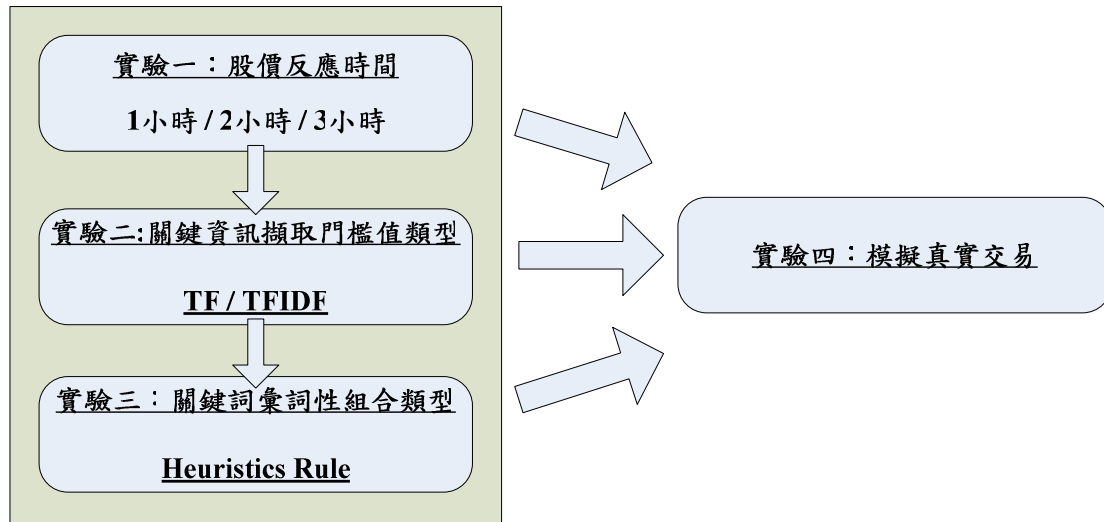 實驗一：股價反應時間
1小時 / 2小時 / 3小時
實驗二:關鍵資訊擷取門檻值類型
TF / TFIDF
實驗三：關鍵詞彙詞性組合類型
Heuristics Rule
實驗四：模擬真實交易